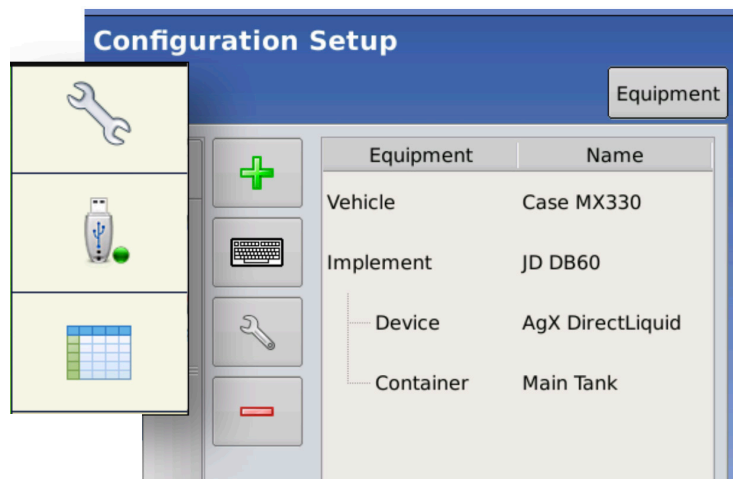 Configuration Setup
Equipment
Equipment Name
Vehicle Case MX330
Implement JD DB60
Device AgX DirectLiquid
Container Main Tank